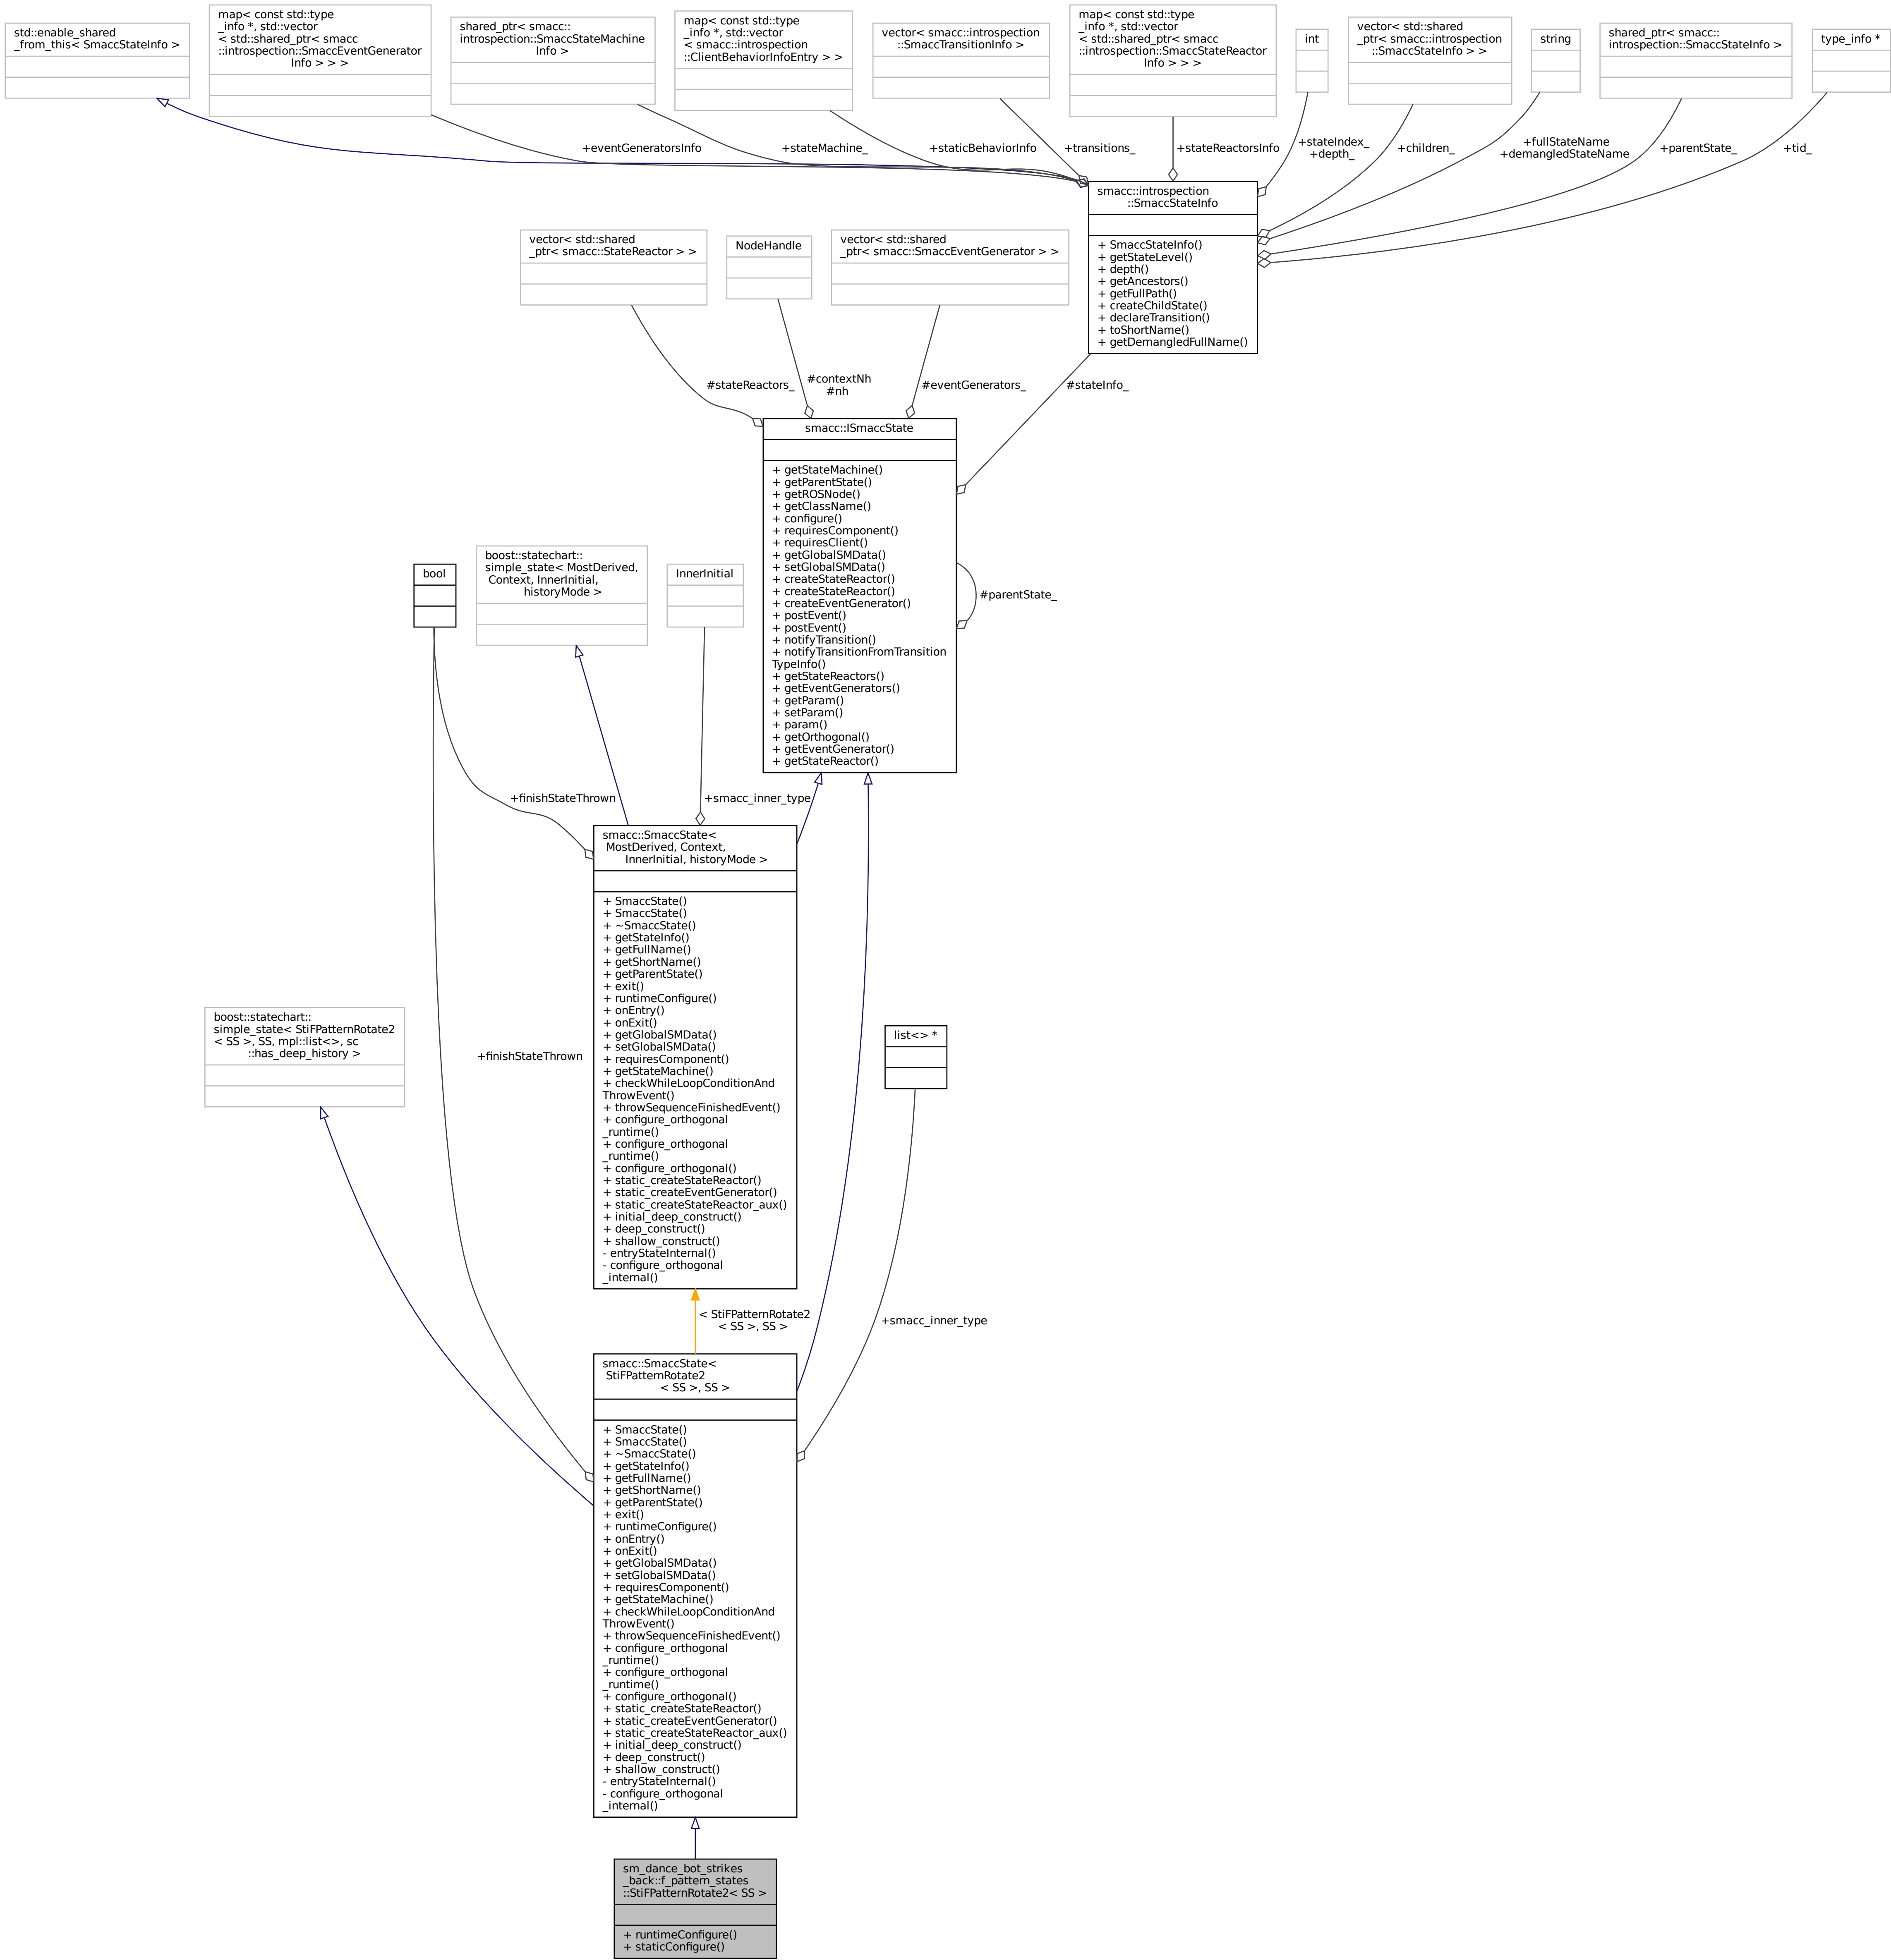 std::enable_shared
_from_this< SmaccStateInfo >
map< const std::type
_info *, std::vector
< std::shared_ptr< smacc
::introspection::SmaccEventGenerator
Info > > >
shared_ptr< smacc::
introspection::SmaccStateMachine
Info >
map< const std::type
_info *, std::vector
< smacc::introspection
::ClientBehaviorInfoEntry > >
vector< smacc::introspection
::SmaccTransitionInfo >
map< const std::type
_info *, std::vector
< std::shared_ptr< smacc
::introspection::SmaccStateReactor
Info > > >
int
vector< std::shared
_ptr< smacc::introspection
::SmaccStateInfo > >
string
shared_ptr< smacc::
introspection::SmaccStateInfo >
type_info *
+eventGeneratorsInfo
+stateMachine_
+staticBehaviorInfo
+transitions_
+stateReactorsInfo
+stateIndex_
+depth_
+children_
+fullStateName
+demangledStateName
+parentState_
+tid_
smacc::introspection
::SmaccStateInfo
+ SmaccStateInfo()
+ getStateLevel()
+ depth()
+ getAncestors()
+ getFullPath()
+ createChildState()
+ declareTransition()
+ toShortName()
+ getDemangledFullName()
vector< std::shared
_ptr< smacc::StateReactor > >
NodeHandle
vector< std::shared
_ptr< smacc::SmaccEventGenerator > >
#stateReactors_
#contextNh
#nh
#eventGenerators_
#stateInfo_
smacc::ISmaccState
+ getStateMachine()
+ getParentState()
+ getROSNode()
+ getClassName()
+ configure()
+ requiresComponent()
+ requiresClient()
+ getGlobalSMData()
+ setGlobalSMData()
+ createStateReactor()
+ createStateReactor()
+ createEventGenerator()
+ postEvent()
+ postEvent()
+ notifyTransition()
+ notifyTransitionFromTransition
TypeInfo()
+ getStateReactors()
+ getEventGenerators()
+ getParam()
+ setParam()
+ param()
+ getOrthogonal()
+ getEventGenerator()
+ getStateReactor()
#parentState_
bool
boost::statechart::
simple_state< MostDerived,
Context, InnerInitial,
historyMode >
InnerInitial
+finishStateThrown
+smacc_inner_type
smacc::SmaccState<
MostDerived, Context,
InnerInitial, historyMode >
+ SmaccState()
+ SmaccState()
+ ~SmaccState()
+ getStateInfo()
+ getFullName()
+ getShortName()
+ getParentState()
+ exit()
+ runtimeConfigure()
+ onEntry()
+ onExit()
+ getGlobalSMData()
+ setGlobalSMData()
+ requiresComponent()
+ getStateMachine()
+ checkWhileLoopConditionAnd
ThrowEvent()
+ throwSequenceFinishedEvent()
+ configure_orthogonal
_runtime()
+ configure_orthogonal
_runtime()
+ configure_orthogonal()
+ static_createStateReactor()
+ static_createEventGenerator()
+ static_createStateReactor_aux()
+ initial_deep_construct()
+ deep_construct()
+ shallow_construct()
- entryStateInternal()
- configure_orthogonal
_internal()
boost::statechart::
simple_state< StiFPatternRotate2
< SS >, SS, mpl::list<>, sc
::has_deep_history >
+finishStateThrown
list<> *
< StiFPatternRotate2
< SS >, SS >
+smacc_inner_type
smacc::SmaccState<
StiFPatternRotate2
< SS >, SS >
+ SmaccState()
+ SmaccState()
+ ~SmaccState()
+ getStateInfo()
+ getFullName()
+ getShortName()
+ getParentState()
+ exit()
+ runtimeConfigure()
+ onEntry()
+ onExit()
+ getGlobalSMData()
+ setGlobalSMData()
+ requiresComponent()
+ getStateMachine()
+ checkWhileLoopConditionAnd
ThrowEvent()
+ throwSequenceFinishedEvent()
+ configure_orthogonal
_runtime()
+ configure_orthogonal
_runtime()
+ configure_orthogonal()
+ static_createStateReactor()
+ static_createEventGenerator()
+ static_createStateReactor_aux()
+ initial_deep_construct()
+ deep_construct()
+ shallow_construct()
- entryStateInternal()
- configure_orthogonal
_internal()
sm_dance_bot_strikes
_back::f_pattern_states
::StiFPatternRotate2< SS >
+ runtimeConfigure()
+ staticConfigure()